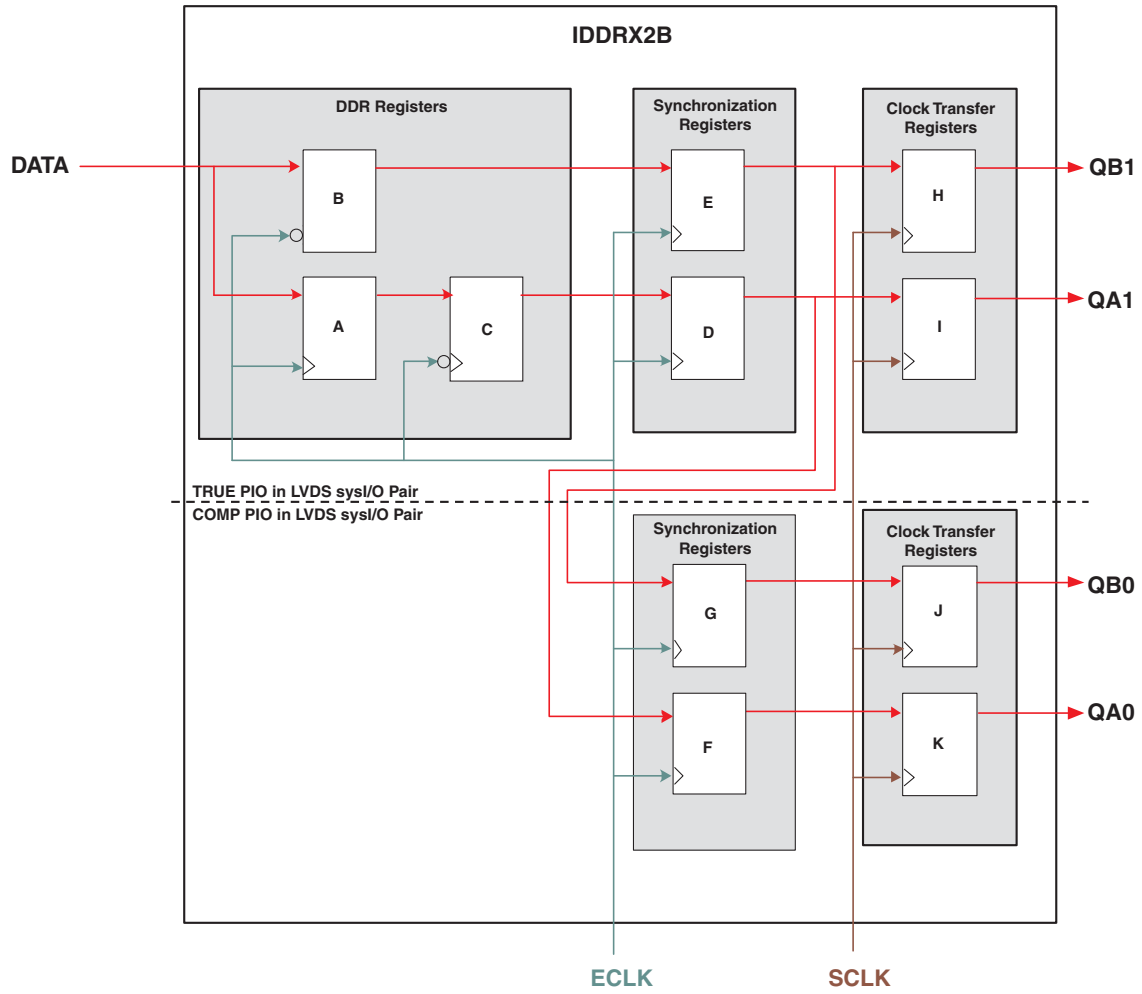 IDDRX2B
DDR Registers
Synchronization
Registers
Clock Transfer
Registers
DATA
B
E
H
QB1
A
C
D
I
QA1
TRUE PIO in LVDS sysI/O Pair
COMP PIO in LVDS sysI/O Pair
Synchronization
Registers
Clock Transfer
Registers
G
J
QB0
F
K
QA0
ECLK
SCLK